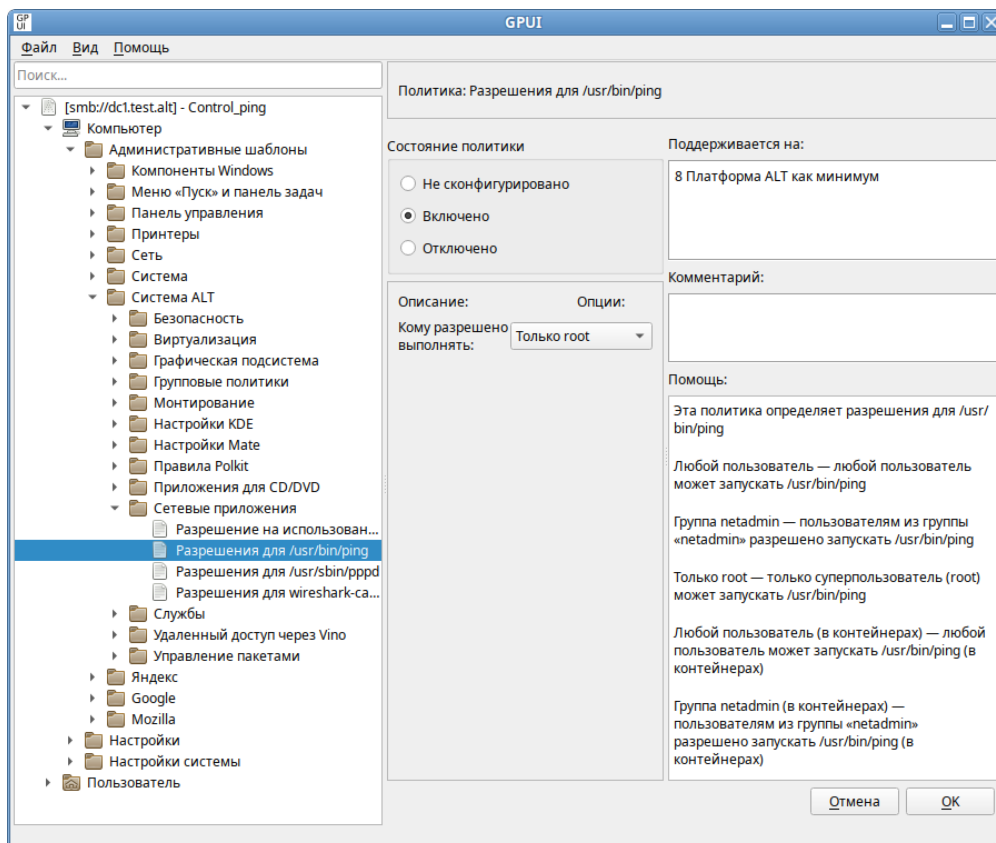 GPUI
GP
UI
Файл Вид Помощь
Поиск...
[smb://dc1.test.alt] - Control_ping
Компьютер
Административные шаблоны
Компоненты Windows
Меню «Пуск» и панель задач
Панель управления
Принтеры
Сеть
Система
Система ALT
Безопасность
Виртуализация
Графическая подсистема
Групповые политики
Монтирование
Настройки KDE
Настройки Mate
Правила Polkit
Приложения для CD/DVD
Сетевые приложения
Разрешение на использован...
Разрешения для /usr/bin/ping
Разрешения для /usr/sbin/pppd
Разрешения для wireshark-ca...
Службы
Удаленный доступ через Vino
Управление пакетами
Яндекс
Google
Mozilla
Настройки
Настройки системы
Пользователь
Политика: Разрешения для /usr/bin/ping
Состояние политики
Не сконфигурировано
Включено
Отключено
Описание: Опции:
Кому разрешено
выполнять:
Только root
Поддерживается на:
8 Платформа ALT как минимум
Комментарий:
Помощь:
Эта политика определяет разрешения для /usr/
bin/ping
Любой пользователь — любой пользователь
может запускать /usr/bin/ping
Группа netadmin — пользователям из группы
«netadmin» разрешено запускать /usr/bin/ping
Только root — только суперпользователь (root)
может запускать /usr/bin/ping
Любой пользователь (в контейнерах) — любой
пользователь может запускать /usr/bin/ping (в
контейнерах)
Группа netadmin (в контейнерах) —
пользователям из группы «netadmin»
разрешено запускать /usr/bin/ping (в
контейнерах)
Отмена OK